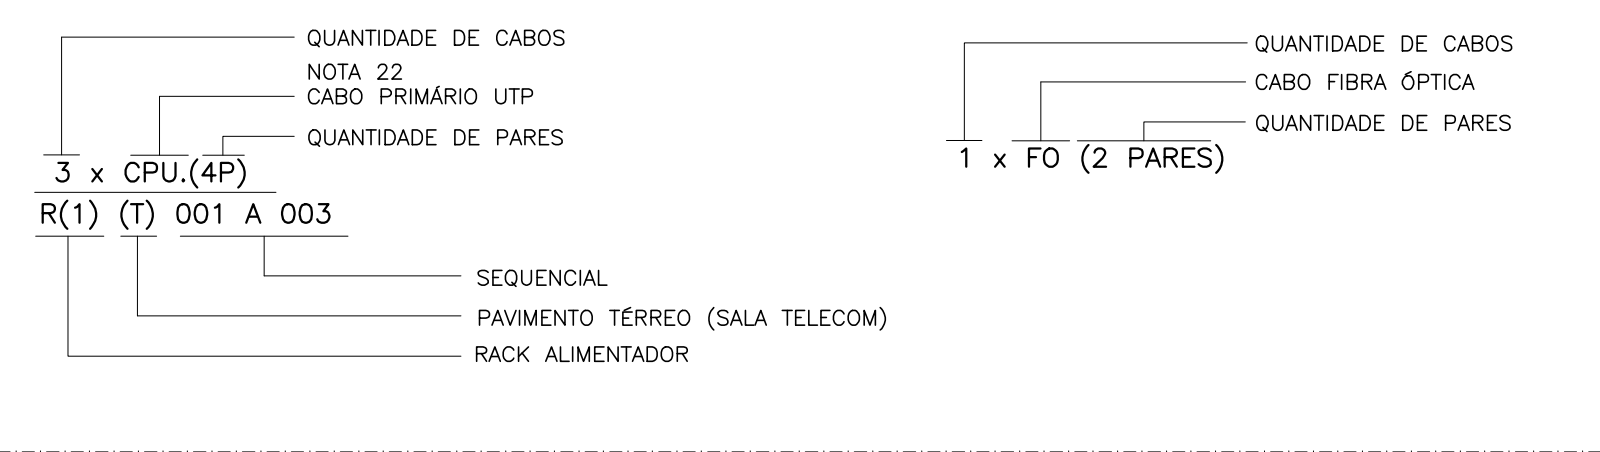 QUANTIDADE DE CABOS
NOTA 22
CABO PRIMÁRIO UTP
QUANTIDADE DE PARES
3 x CPU.(4P)
R(1) (T) 001 A 003
SEQUENCIAL
PAVIMENTO TÉRREO (SALA TELECOM)
RACK ALIMENTADOR
QUANTIDADE DE CABOS
CABO FIBRA ÓPTICA
QUANTIDADE DE PARES
1 x FO (2 PARES)